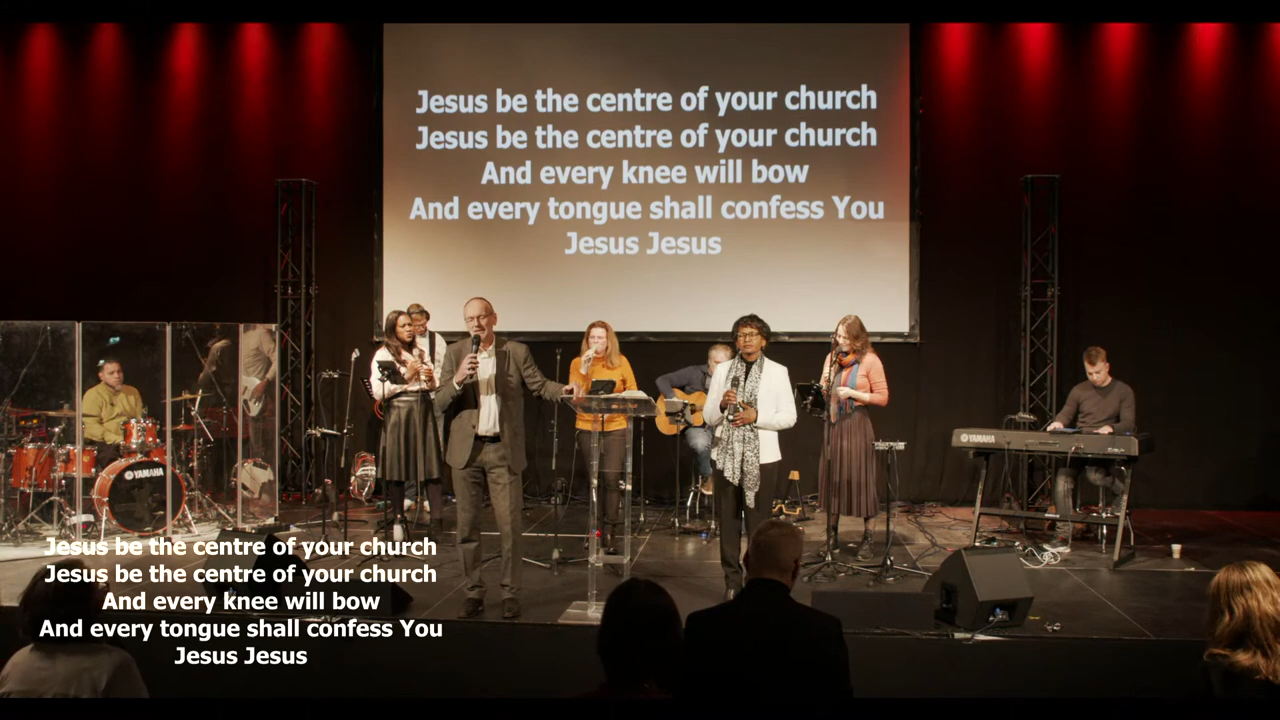 Jesus be the centre of your church
Jesus be the centre of your church
And every knee will bow
And every tongue shall confess You
Jesus Jesus
YAMAHA
YAMAHA
Jesus be the centre of your church
Jesus be the centre of your church
And every knee will bow
And every tongue shall confess You
Jesus Jesus